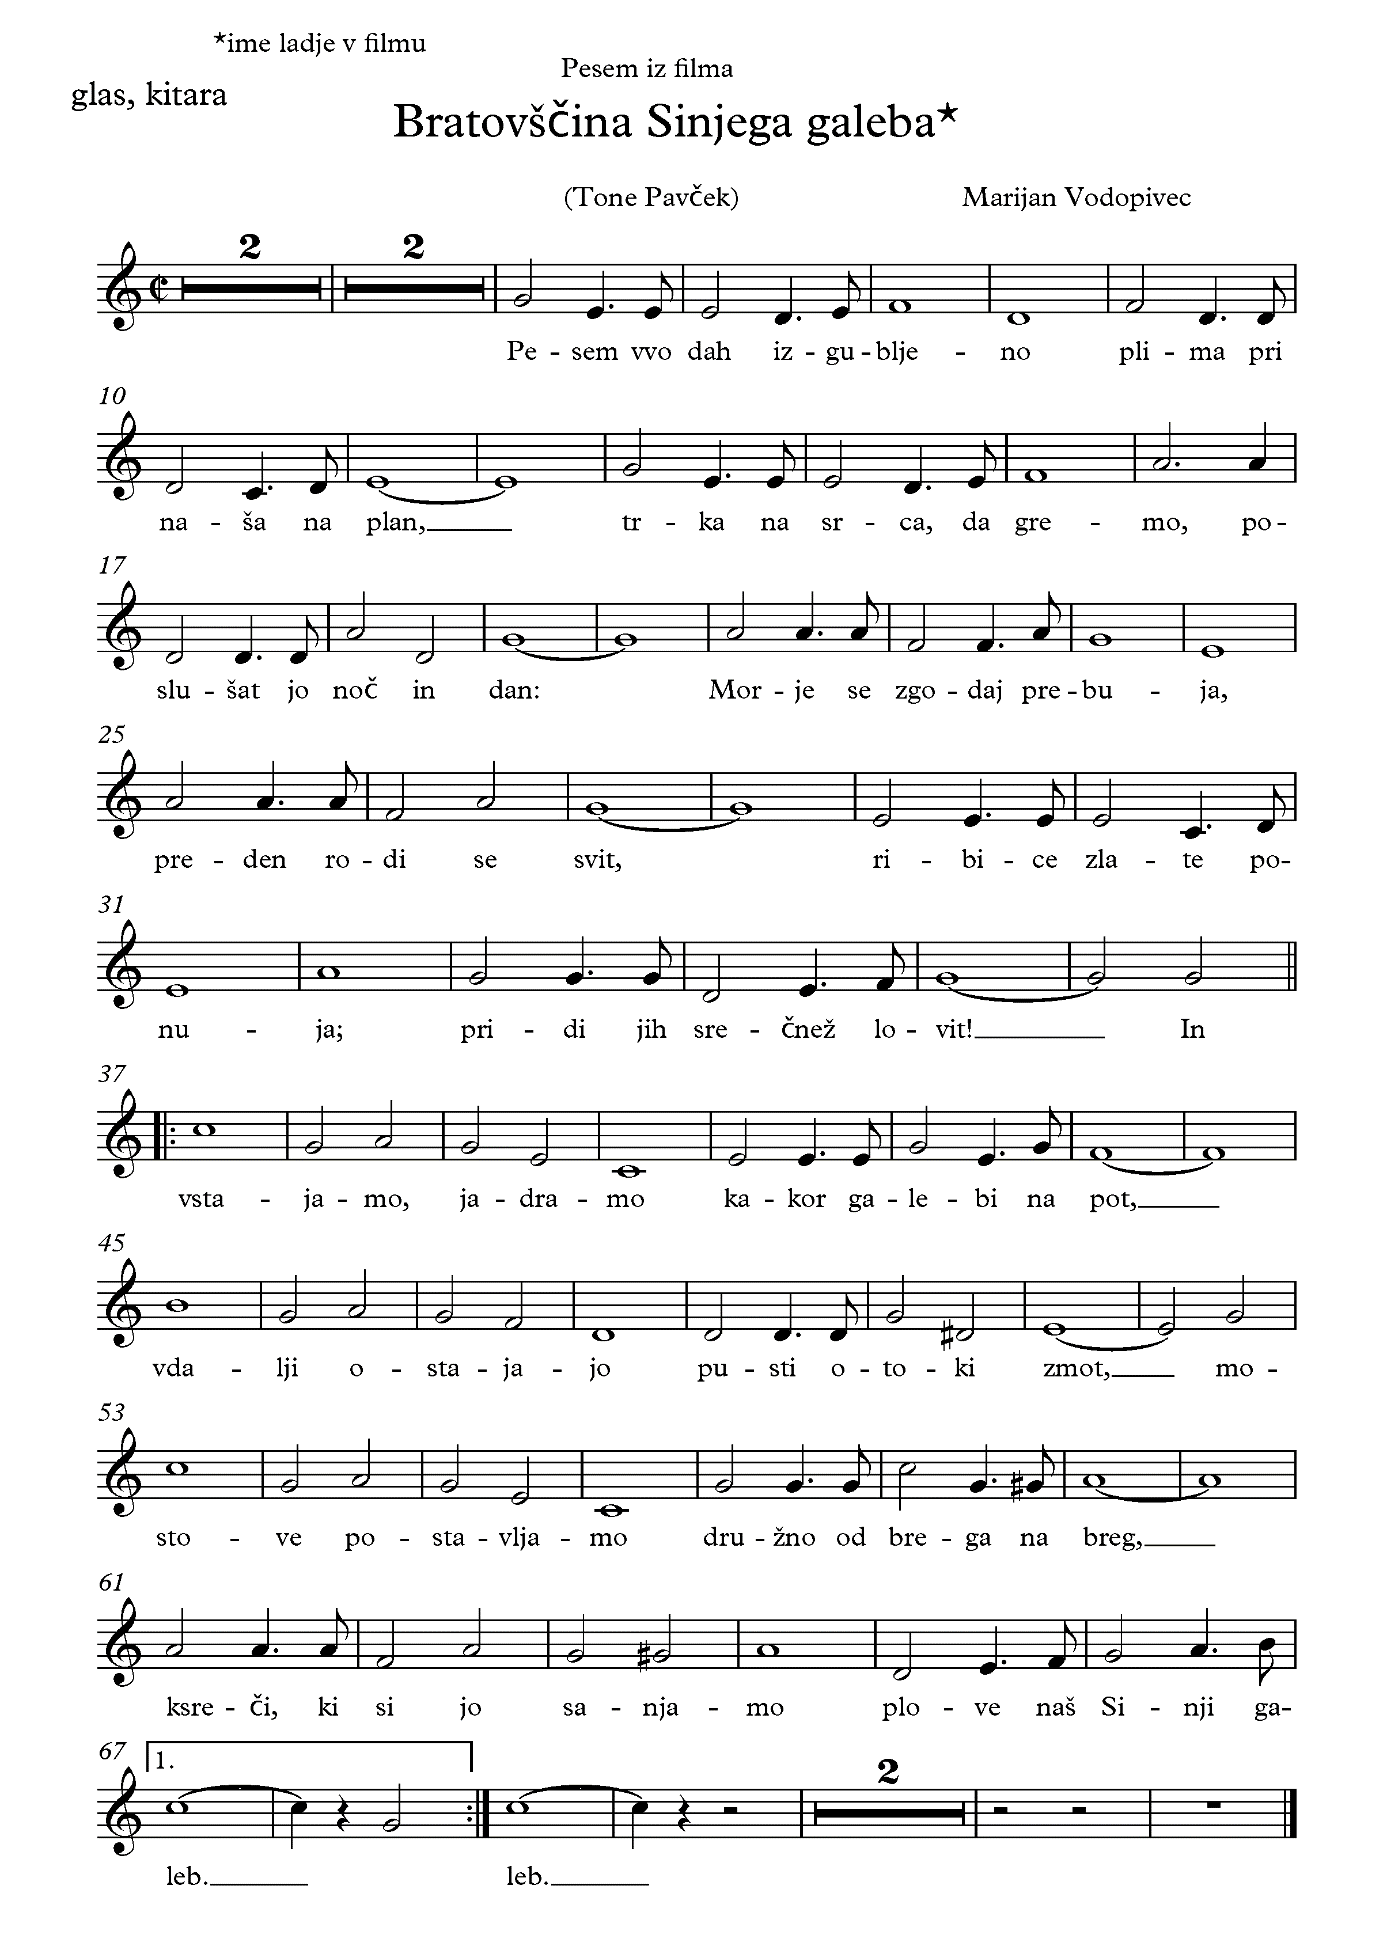 *ime ladje v filmu
Pesem iz filma
glas, kitara
Bratovščina Sinjega galeba*
(Tone Pavček) Marijan Vodopivec
2 2
Pe - sem vvo dah iz - gu - blje - no pli - ma pri
10
na - ša na plan, tr - ka na sr - ca, da gre - mo, po -
17
slu - šat jo noč in dan: Mor - je se zgo - daj pre - bu - ja,
25
pre - den ro - di se svit, ri - bi - ce zla - te po-
31
nu - ja; pri - di jih sre - čnež lo - vit! In
37
vsta - ja - mo, ja - dra - mo ka - kor ga - le - bi na pot,
45
vda - lji o - sta - ja - jo pu - sti o - to - ki zmot, mo -
53
sto - ve po - sta - vlja - mo dru - žno od bre - ga na breg,
61
ksre - či, ki si jo sa - nja - mo plo - ve naš Si - nji ga-
67 1. 2
leb. leb.